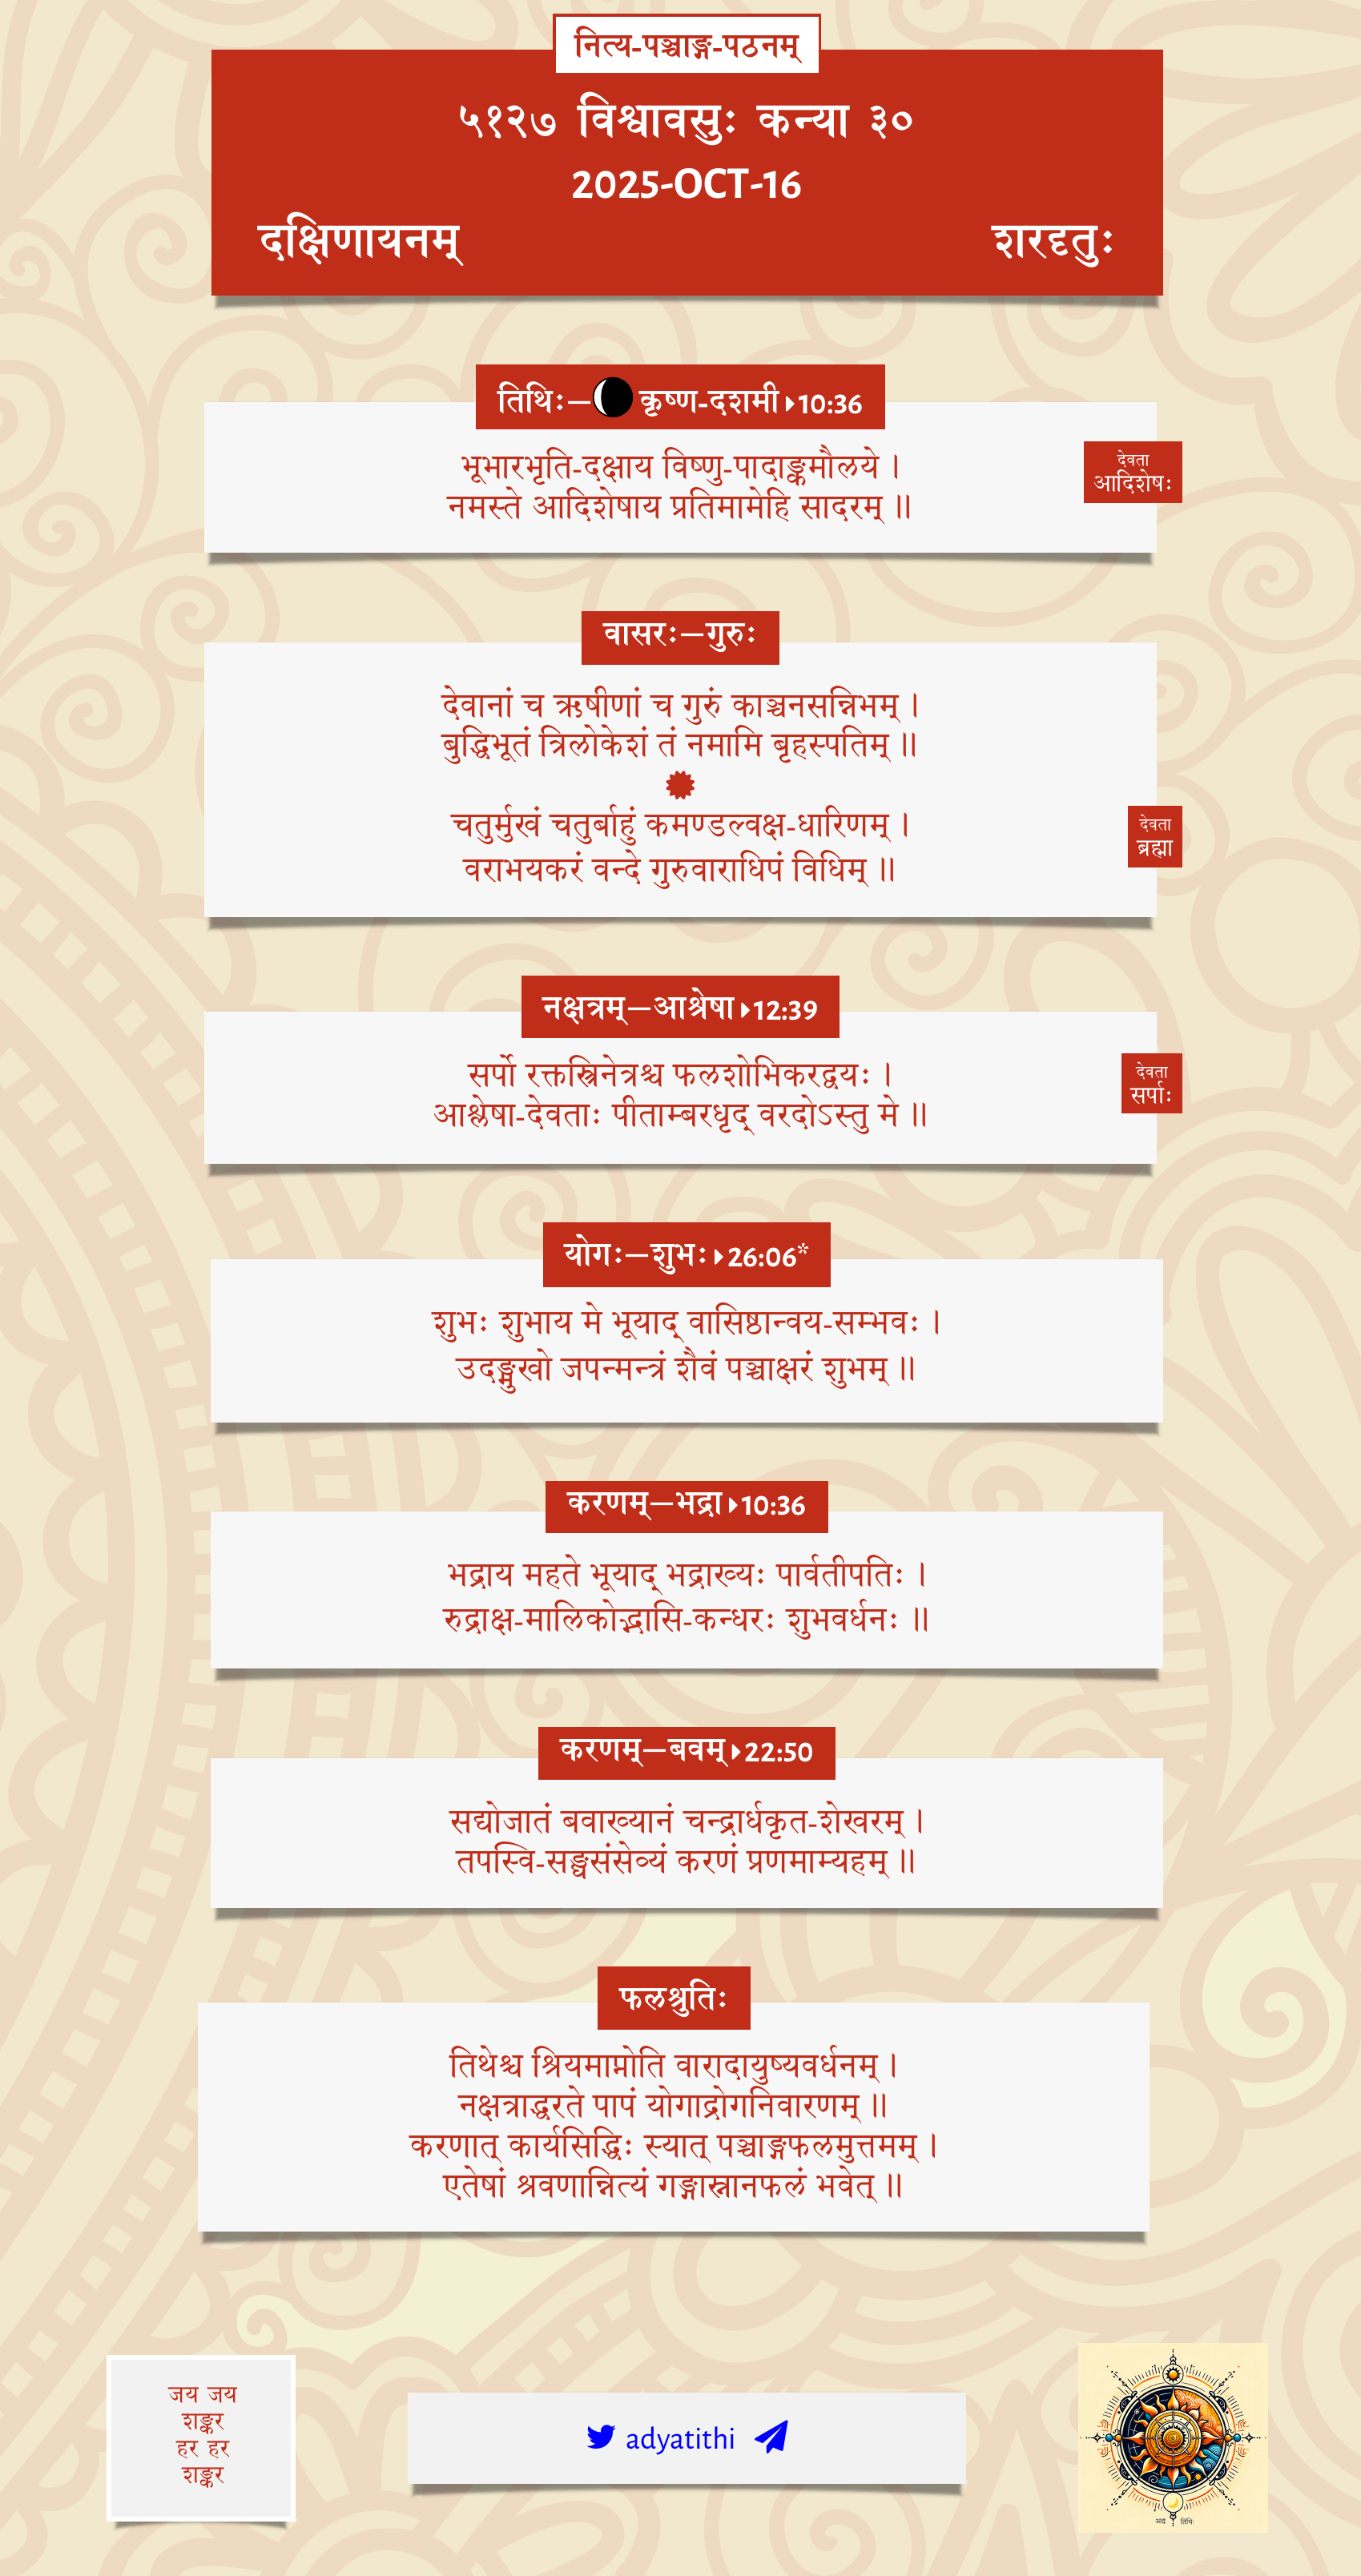 नित्य-पञ्चाङ्ग-पठनम्
५१२७ विश्वावसुः कन्या ३०
2025-OCT-16
दक्षिणायनम्
शरदृतुः
तिथिः—कृष्ण-दशमी 10:36
भूभारभृति-दक्षाय विष्णु-पादाङ्कमौलये ।
नमस्ते आदिशेषाय प्रतिमामेहि सादरम् ॥
देवता
आदिशेषः
वासरः—गुरुः
देवानां च ऋषीणां च गुरुं काञ्चनसन्निभम् ।
बुद्धिभूतं त्रिलोकेशं तं नमामि बृहस्पतिम् ॥
चतुर्मुखं चतुर्बाहुं कमण्डल्वक्ष-धारिणम् ।
वराभयकरं वन्दे गुरुवाराधिपं विधिम् ॥
देवता
ब्रह्मा
नक्षत्रम्—आश्रेषा 12:39
सर्पो रक्तस्त्रिनेत्रश्च फलशोभिकरद्वयः ।
आश्लेषा-देवताः पीताम्बरधृद् वरदोऽस्तु मे ॥
देवता
सर्पाः
योगः—शुभः 26:06*
शुभः शुभाय मे भूयाद् वासिष्ठान्वय-सम्भवः ।
उदङ्मुखो जपन्मन्त्रं शैवं पञ्चाक्षरं शुभम् ॥
करणम्—भद्रा 10:36
भद्राय महते भूयाद् भद्राख्यः पार्वतीपतिः ।
रुद्राक्ष-मालिकोद्भासि-कन्धरः शुभवर्धनः ॥
करणम्—बवम् 22:50
सद्योजातं बवाख्यानं चन्द्रार्धकृत-शेखरम् ।
तपस्वि-सङ्घसंसेव्यं करणं प्रणमाम्यहम् ॥
फलश्रुतिः
तिथेश्च श्रियमाप्नोति वारादायुष्यवर्धनम् ।
नक्षत्राद्धरते पापं योगाद्रोगनिवारणम् ॥
करणात् कार्यसिद्धिः स्यात् पञ्चाङ्गफलमुत्तमम् ।
एतेषां श्रवणान्नित्यं गङ्गास्नानफलं भवेत् ॥
जय जय
शङ्कर
हर हर
शङ्कर
adyatithi
अद्य तिथिः